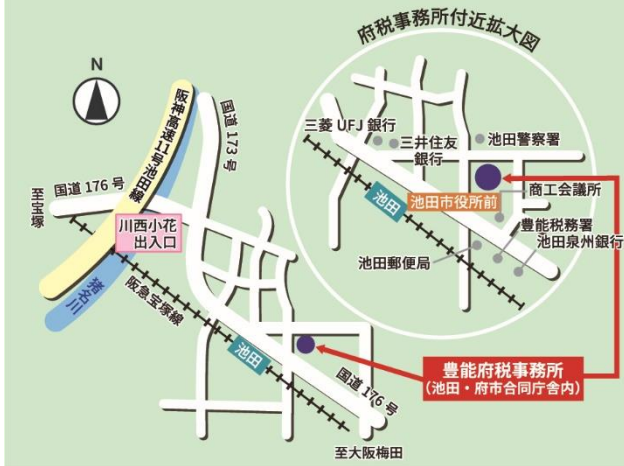 府税事務所付近拡大図
N
阪神高速11号池田線
国道173号
三菱UFJ銀行
三井住友
銀行
池田警察署
至宝塚
国道176号
池田
池田市役所前
商工会議所
川西小花
出入口
豊能税務署
池田泉州銀行
池田郵便局
猪名川
阪急宝塚線
池田
国道176号
豊能府税事務所
(池田・府市合同庁舎内)
至大阪梅田